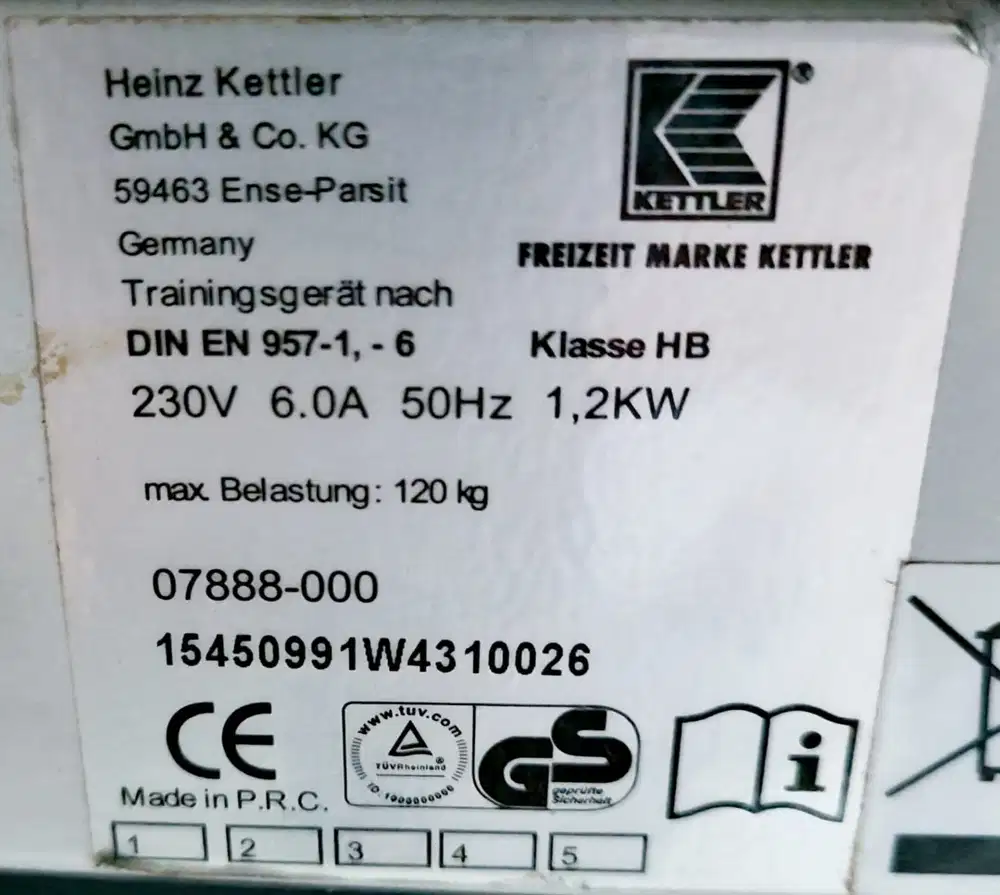 Heinz Kettler
GmbH & Co. KG
59463 Ense-Parsit
Germany
KETTLER®
FREIZEIT MARKE KETTLER
Trainingsgerät nach
DIN EN 957-1, - 6 Klasse HB
230V 6.0A 50Hz 1,2KW
max. Belastung: 120 kg
07888-000
15450991W4310026
CE
www.tuv.com
TÜVRheinland®
ID:1000000000
GS
geprüfte
Sicherheit
i
Made in P.R.C.
1 2 3 4 5